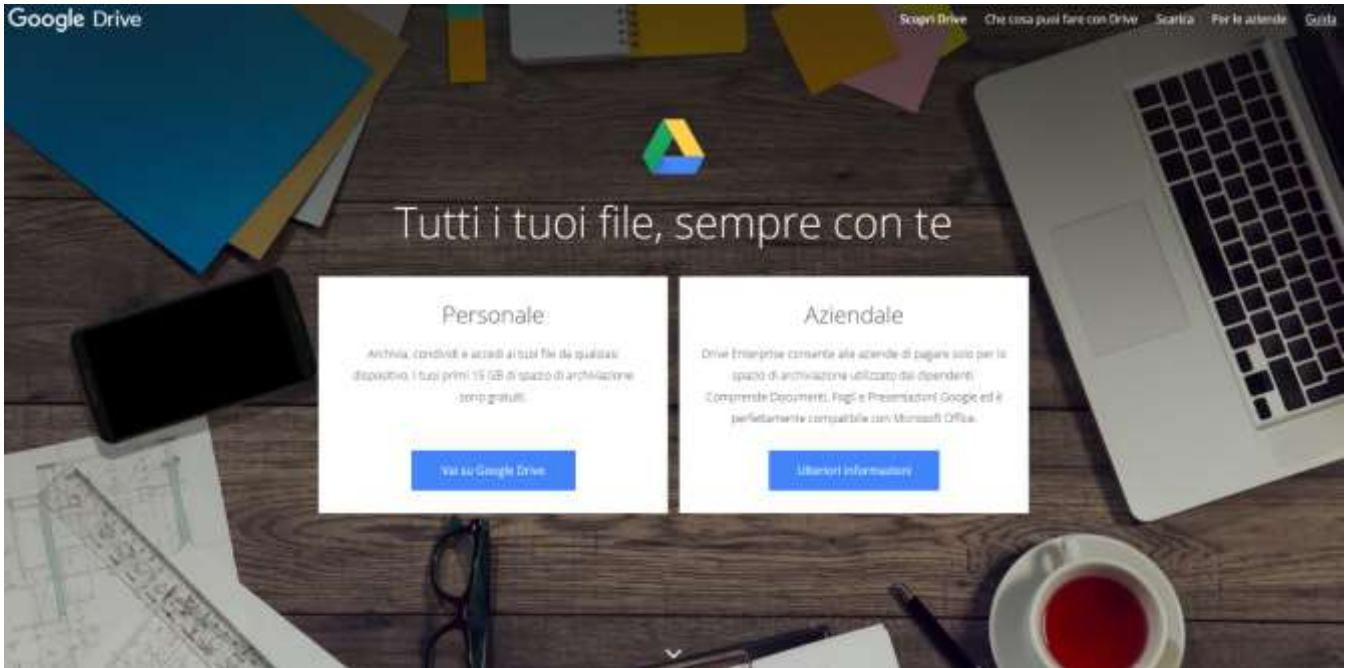 Google Drive
Scopri Drive Che cosa puoi fare con Drive Scarica Per le aziende Guida
Tutti i tuoi file, sempre con te
Personale
Archivia, condividi e accedi ai tuoi file da qualsiasi
dispositivo. I tuoi primi 15 GB di spazio di archiviazione
sono gratuiti.
Vai su Google Drive
Aziendale
Drive Enterprise consente alle aziende di pagare solo per lo
spazio di archiviazione utilizzato dai dipendenti.
Comprende Documenti, Fogli e Presentazioni Google ed è
perfettamente compatibile con Microsoft Office.
Ulteriori informazioni